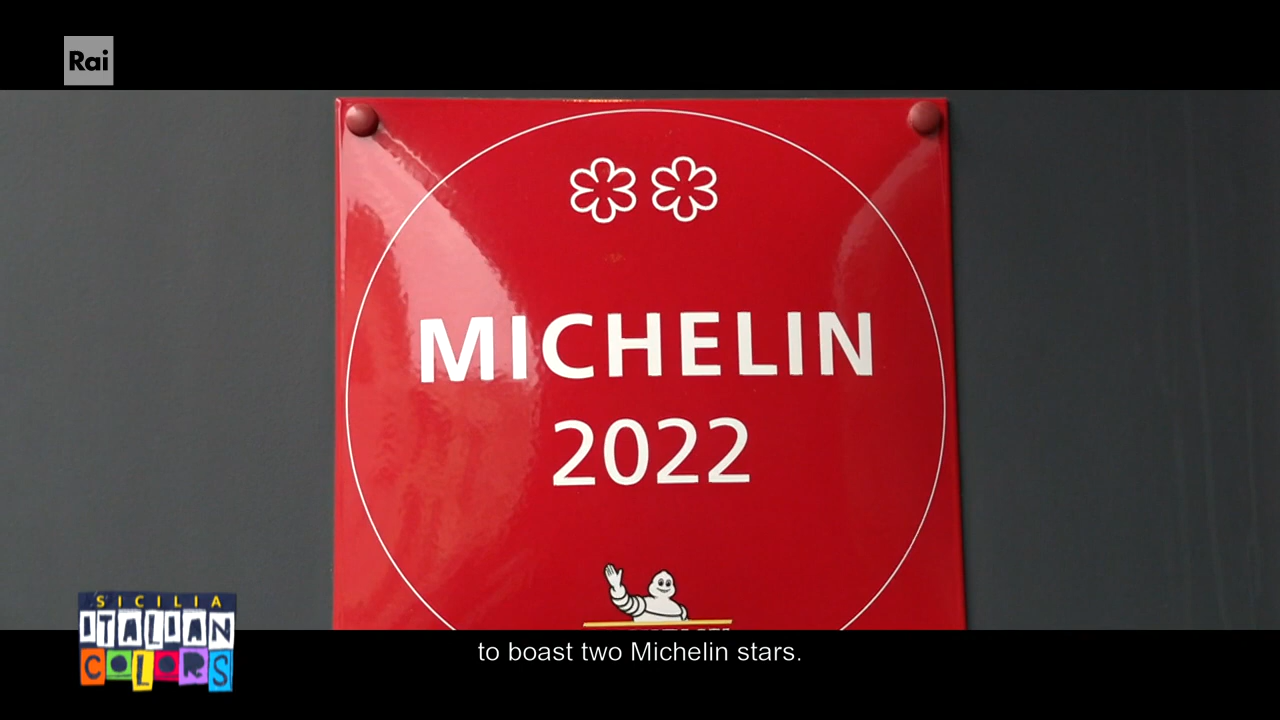 Rai
MICHELIN
2022
SICILIA
ITALIAN
COLORS
to boast two Michelin stars.